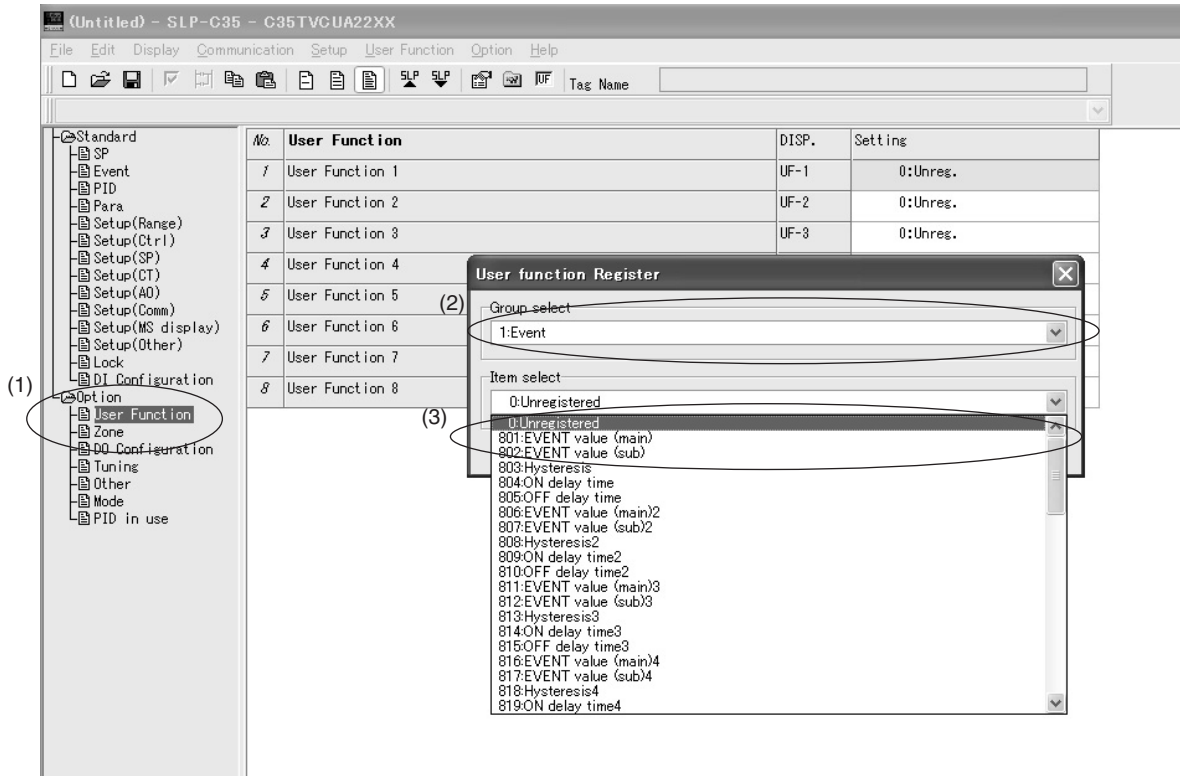 (Untitled) - SLP-C35 - C35TVCUA22XX
File Edit Display Communication Setup User Function Option Help
SLP SLP UF Tag Name
Standard
SP
Event
PID
Para
Setup(Range)
Setup(Ctrl)
Setup(SP)
Setup(CT)
Setup(AO)
Setup(Comm)
Setup(MS display)
Setup(Other)
Lock
DI Configuration
(1)
Option
User Function
Zone
DO Configuration
Tuning
Other
Mode
PID in use
No. User Function DISP. Setting
1 User Function 1 UF-1 0:Unreg.
2 User Function 2 UF-2 0:Unreg.
3 User Function 3 UF-3 0:Unreg.
4 User Function 4
5 User Function 5
6 User Function 6
7 User Function 7
8 User Function 8
User function Register
(2)
Group select
1:Event
Item select
0:Unregistered
(3)
0:Unregistered
801:EVENT value (main)
802:EVENT value (sub)
803:Hysteresis
804:ON delay time
805:OFF delay time
806:EVENT value (main)2
807:EVENT value (sub)2
808:Hysteresis2
809:ON delay time2
810:OFF delay time2
811:EVENT value (main)3
812:EVENT value (sub)3
813:Hysteresis3
814:ON delay time3
815:OFF delay time3
816:EVENT value (main)4
817:EVENT value (sub)4
818:Hysteresis4
819:ON delay time4